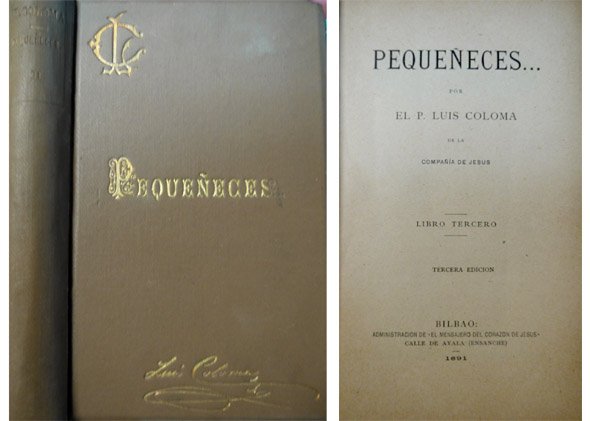 COLOMA
PEQUEÑECES
Luis Coloma
PEQUEÑECES...
POR
EL P. LUIS COLOMA
DE LA
COMPAÑÍA DE JESUS
LIBRO TERCERO
TERCERA EDICION
BILBAO:
ADMINISTRACION DE «EL MENSAJERO DEL CORAZON DE JESUS»
CALLE DE AYALA (ENSANCHE)
1891